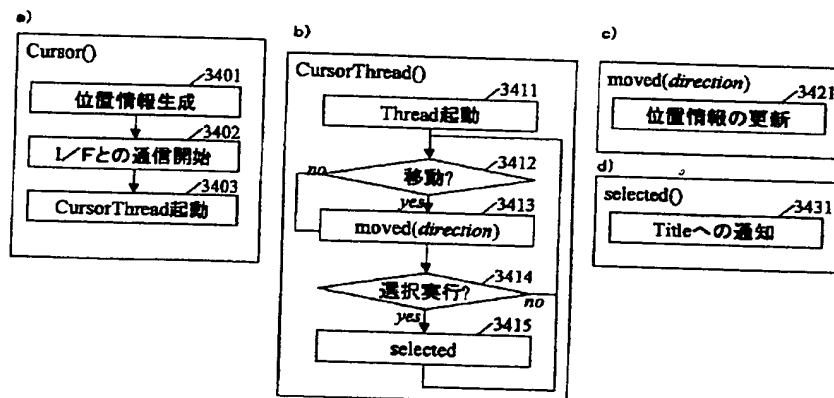 a)
Cursor()
3401
位置情報生成
3402
I/Fとの通信開始
3403
CursorThread起動
b)
CursorThread()
3411
Thread起動
3412
移動?
no
yes
3413
moved(direction)
3414
選択実行?
no
yes
3415
selected
c)
moved(direction)
3421
位置情報の更新
d)
selected()
3431
Titleへの通知